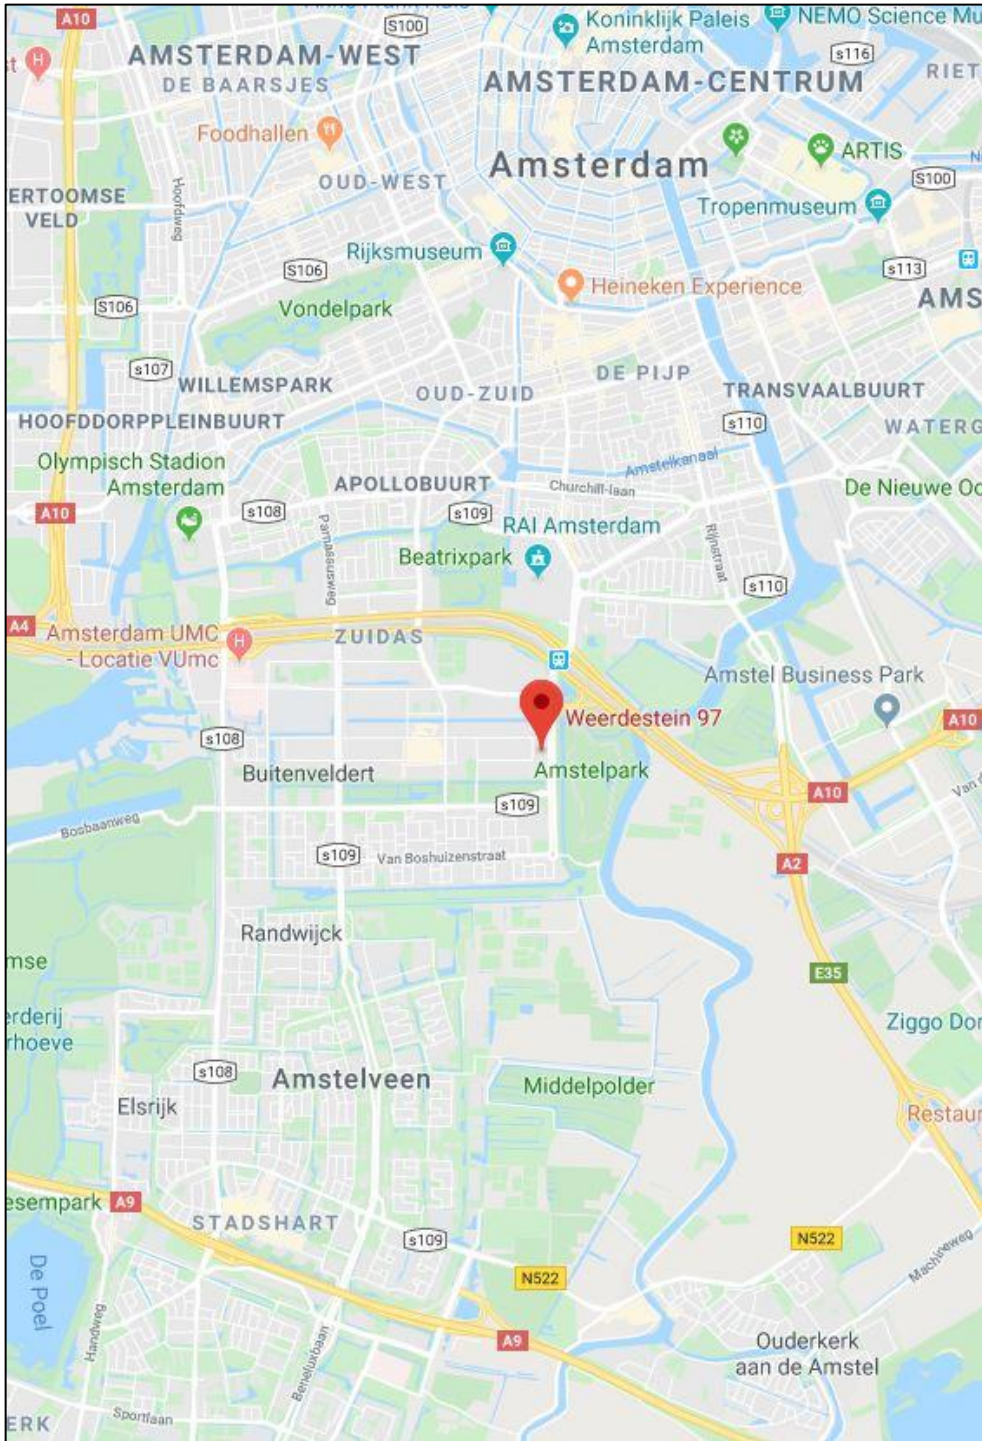 A10
S100
Koninklijk Paleis
Amsterdam
NEMO Science Mu
s116
AMSTERDAM-WEST
DE BAARSJES
AMSTERDAM-CENTRUM
RIET
Foodhallen
Amsterdam
ARTIS
OUD-WEST
S100
ERTOOMSE
VELD
Hoofdweg
Tropenmuseum
Rijksmuseum
S106
s113
Heineken Experience
AMS
S106
Vondelpark
s107
WILLEMSPARK
OUD-ZUID
DE PIJP
TRANSVAALBUURT
HOOFDDORPPLEINBUURT
s110
WATERG
Olympisch Stadion
Amsterdam
Amstelkanaal
APOLLOBUURT
Churchill-laan
De Nieuwe Oo
A10
s108
s109
RAI Amsterdam
Parnassusweg
Rijnstraat
Beatrixpark
s110
A4
Amsterdam UMC
- Locatie VUmc
ZUIDAS
Amstel Business Park
Weerdestein 97
A10
s108
Buitenveldert
Amstelpark
A10
s109
Van d
Bosbaanweg
s109
Van Boshuizenstraat
A2
Randwijck
mse
E35
erderij
rhoeve
Ziggo Dor
s108
Amstelveen
Middelpolder
Elsrijk
Restaur
esempark
A9
STADSHART
s109
N522
Machineweg
De Poel
N522
Handweg
Beneluxbaan
A9
Ouderkerk
aan de Amstel
Sportlaan
ERK